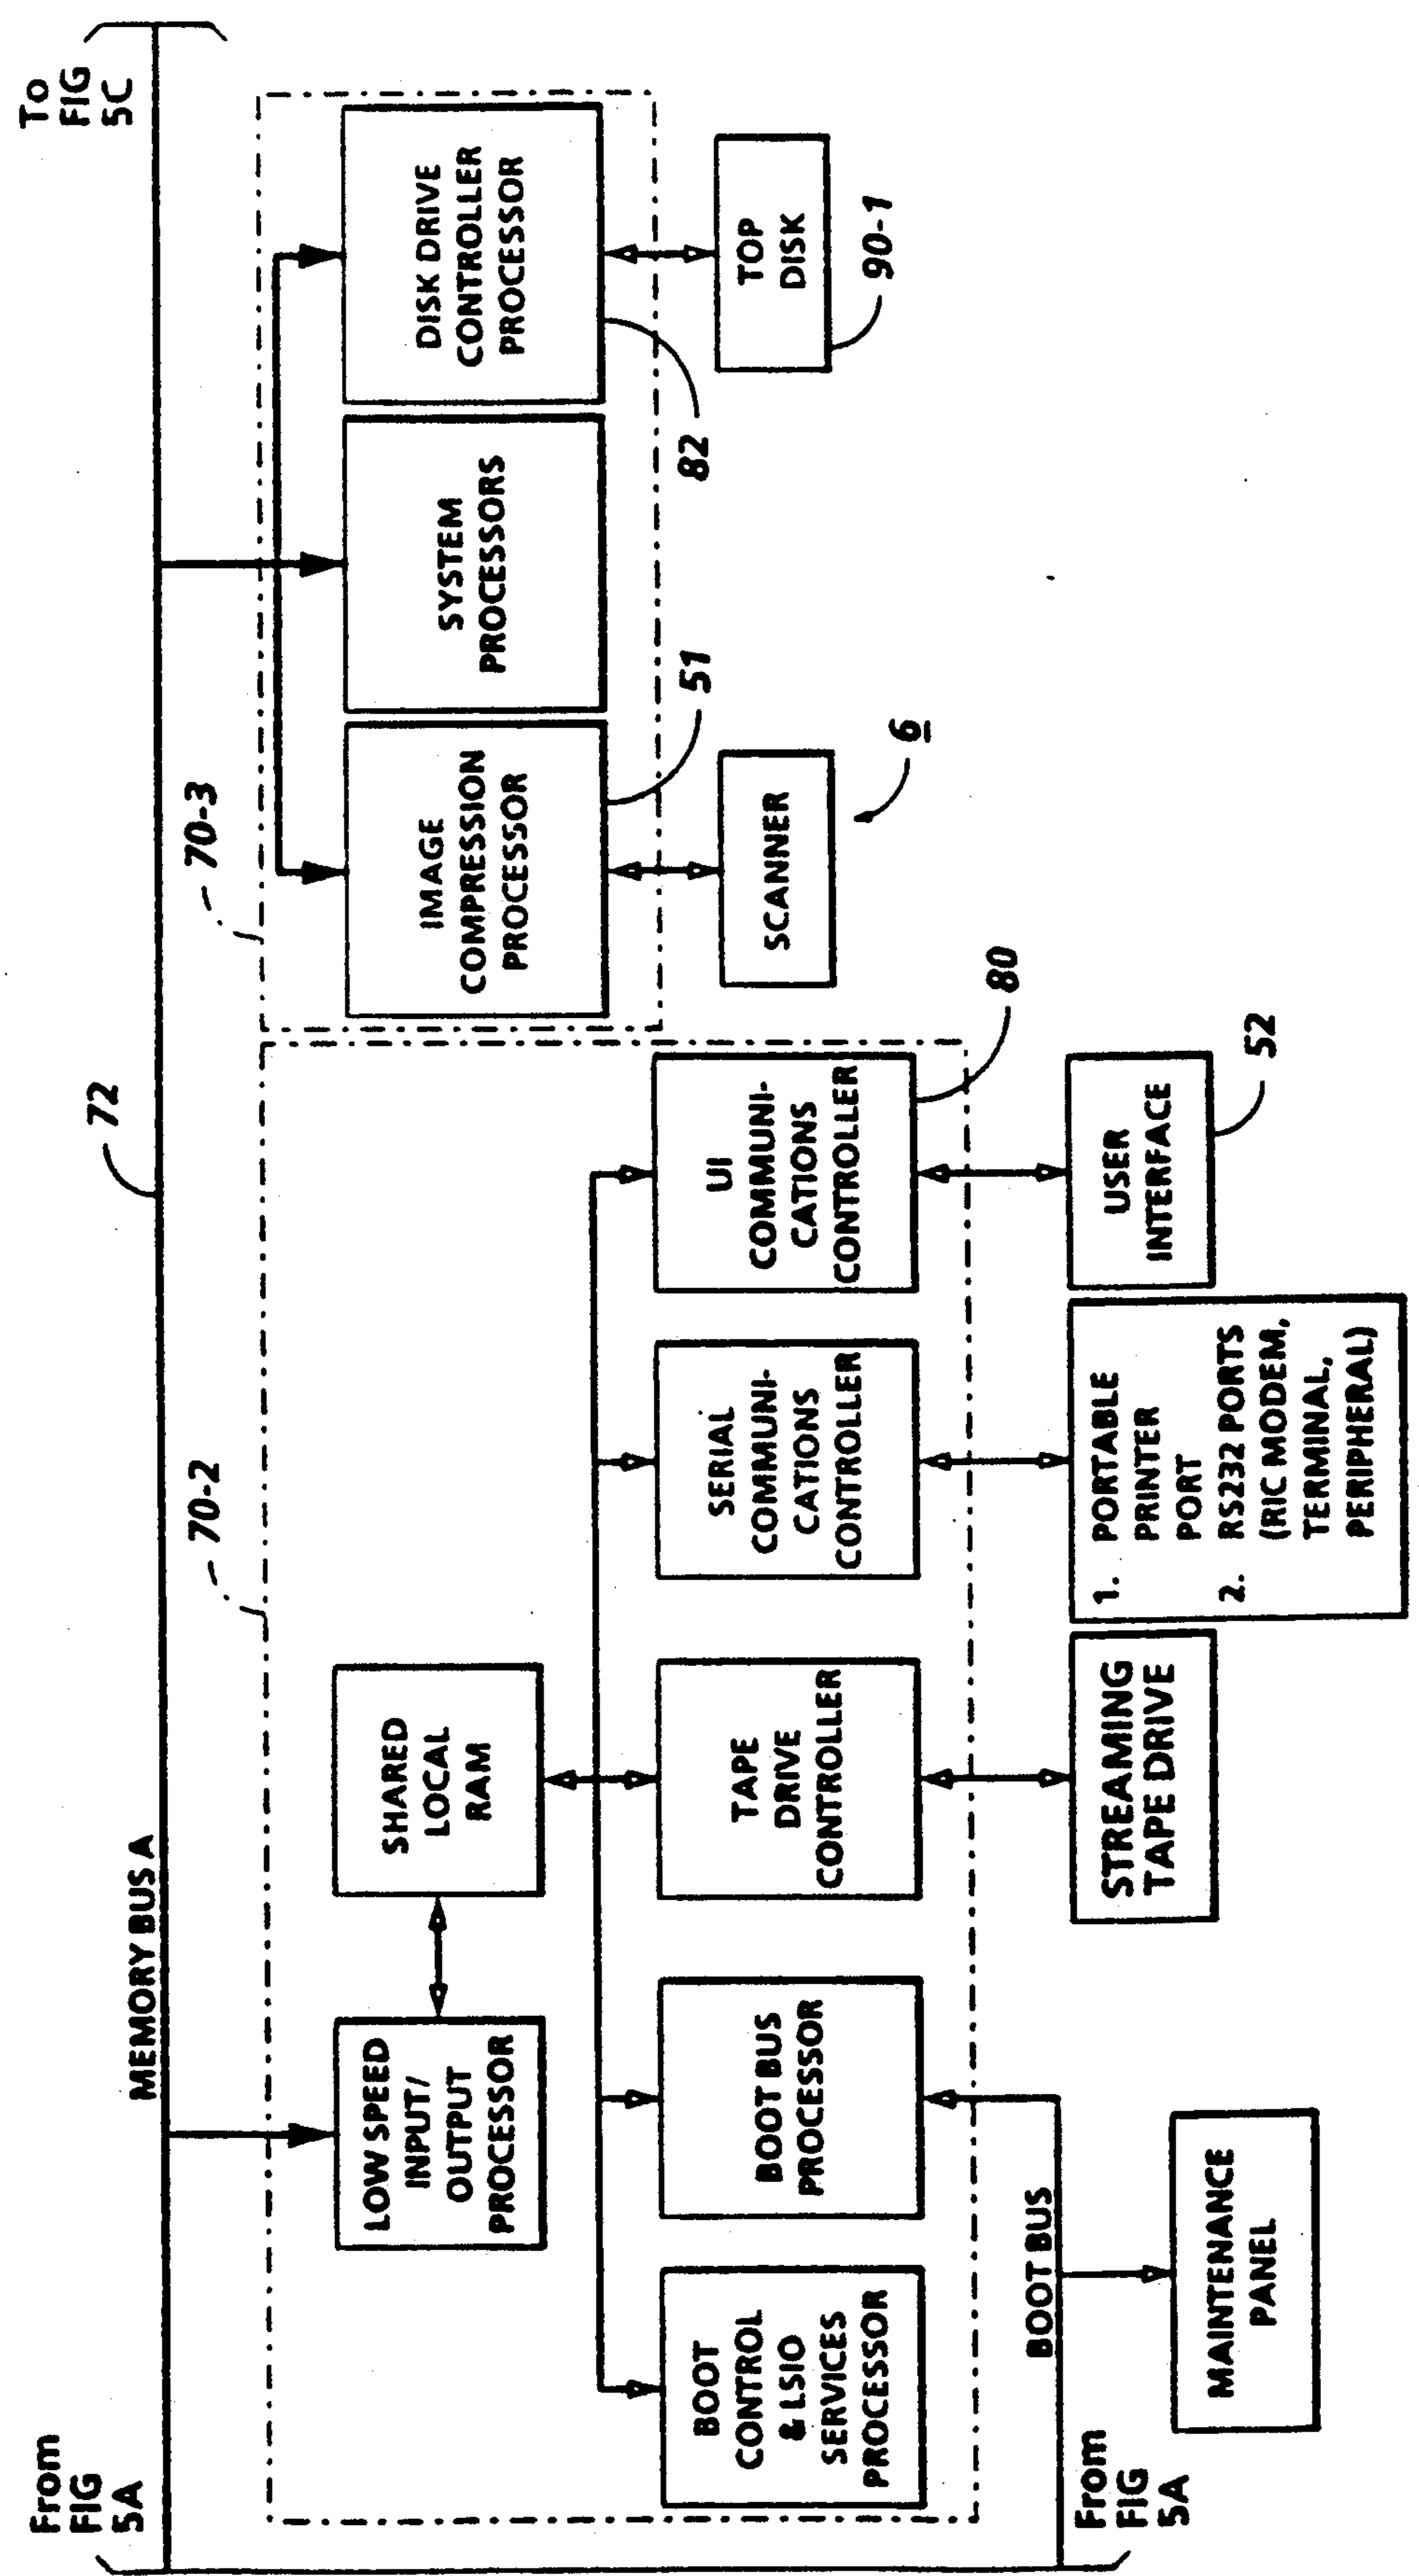 From
FIG
5A
MEMORY BUS A
72
To
FIG
5C
70-2
70-3
LOW SPEED
INPUT/
OUTPUT
PROCESSOR
SHARED
LOCAL
RAM
IMAGE
COMPRESSION
PROCESSOR
SYSTEM
PROCESSORS
DISK DRIVE
CONTROLLER
PROCESSOR
51
82
SCANNER
6
TOP
DISK
90-1
BOOT
CONTROL
& LSIO
SERVICES
PROCESSOR
BOOT BUS
PROCESSOR
TAPE
DRIVE
CONTROLLER
SERIAL
COMMUNI-
CATIONS
CONTROLLER
UI
COMMUNI-
CATIONS
CONTROLLER
80
From
FIG
5A
BOOT BUS
MAINTENANCE
PANEL
STREAMING
TAPE DRIVE
1. PORTABLE
PRINTER
PORT
2. RS232 PORTS
(RIC MODEM,
TERMINAL,
PERIPHERAL)
USER
INTERFACE
52